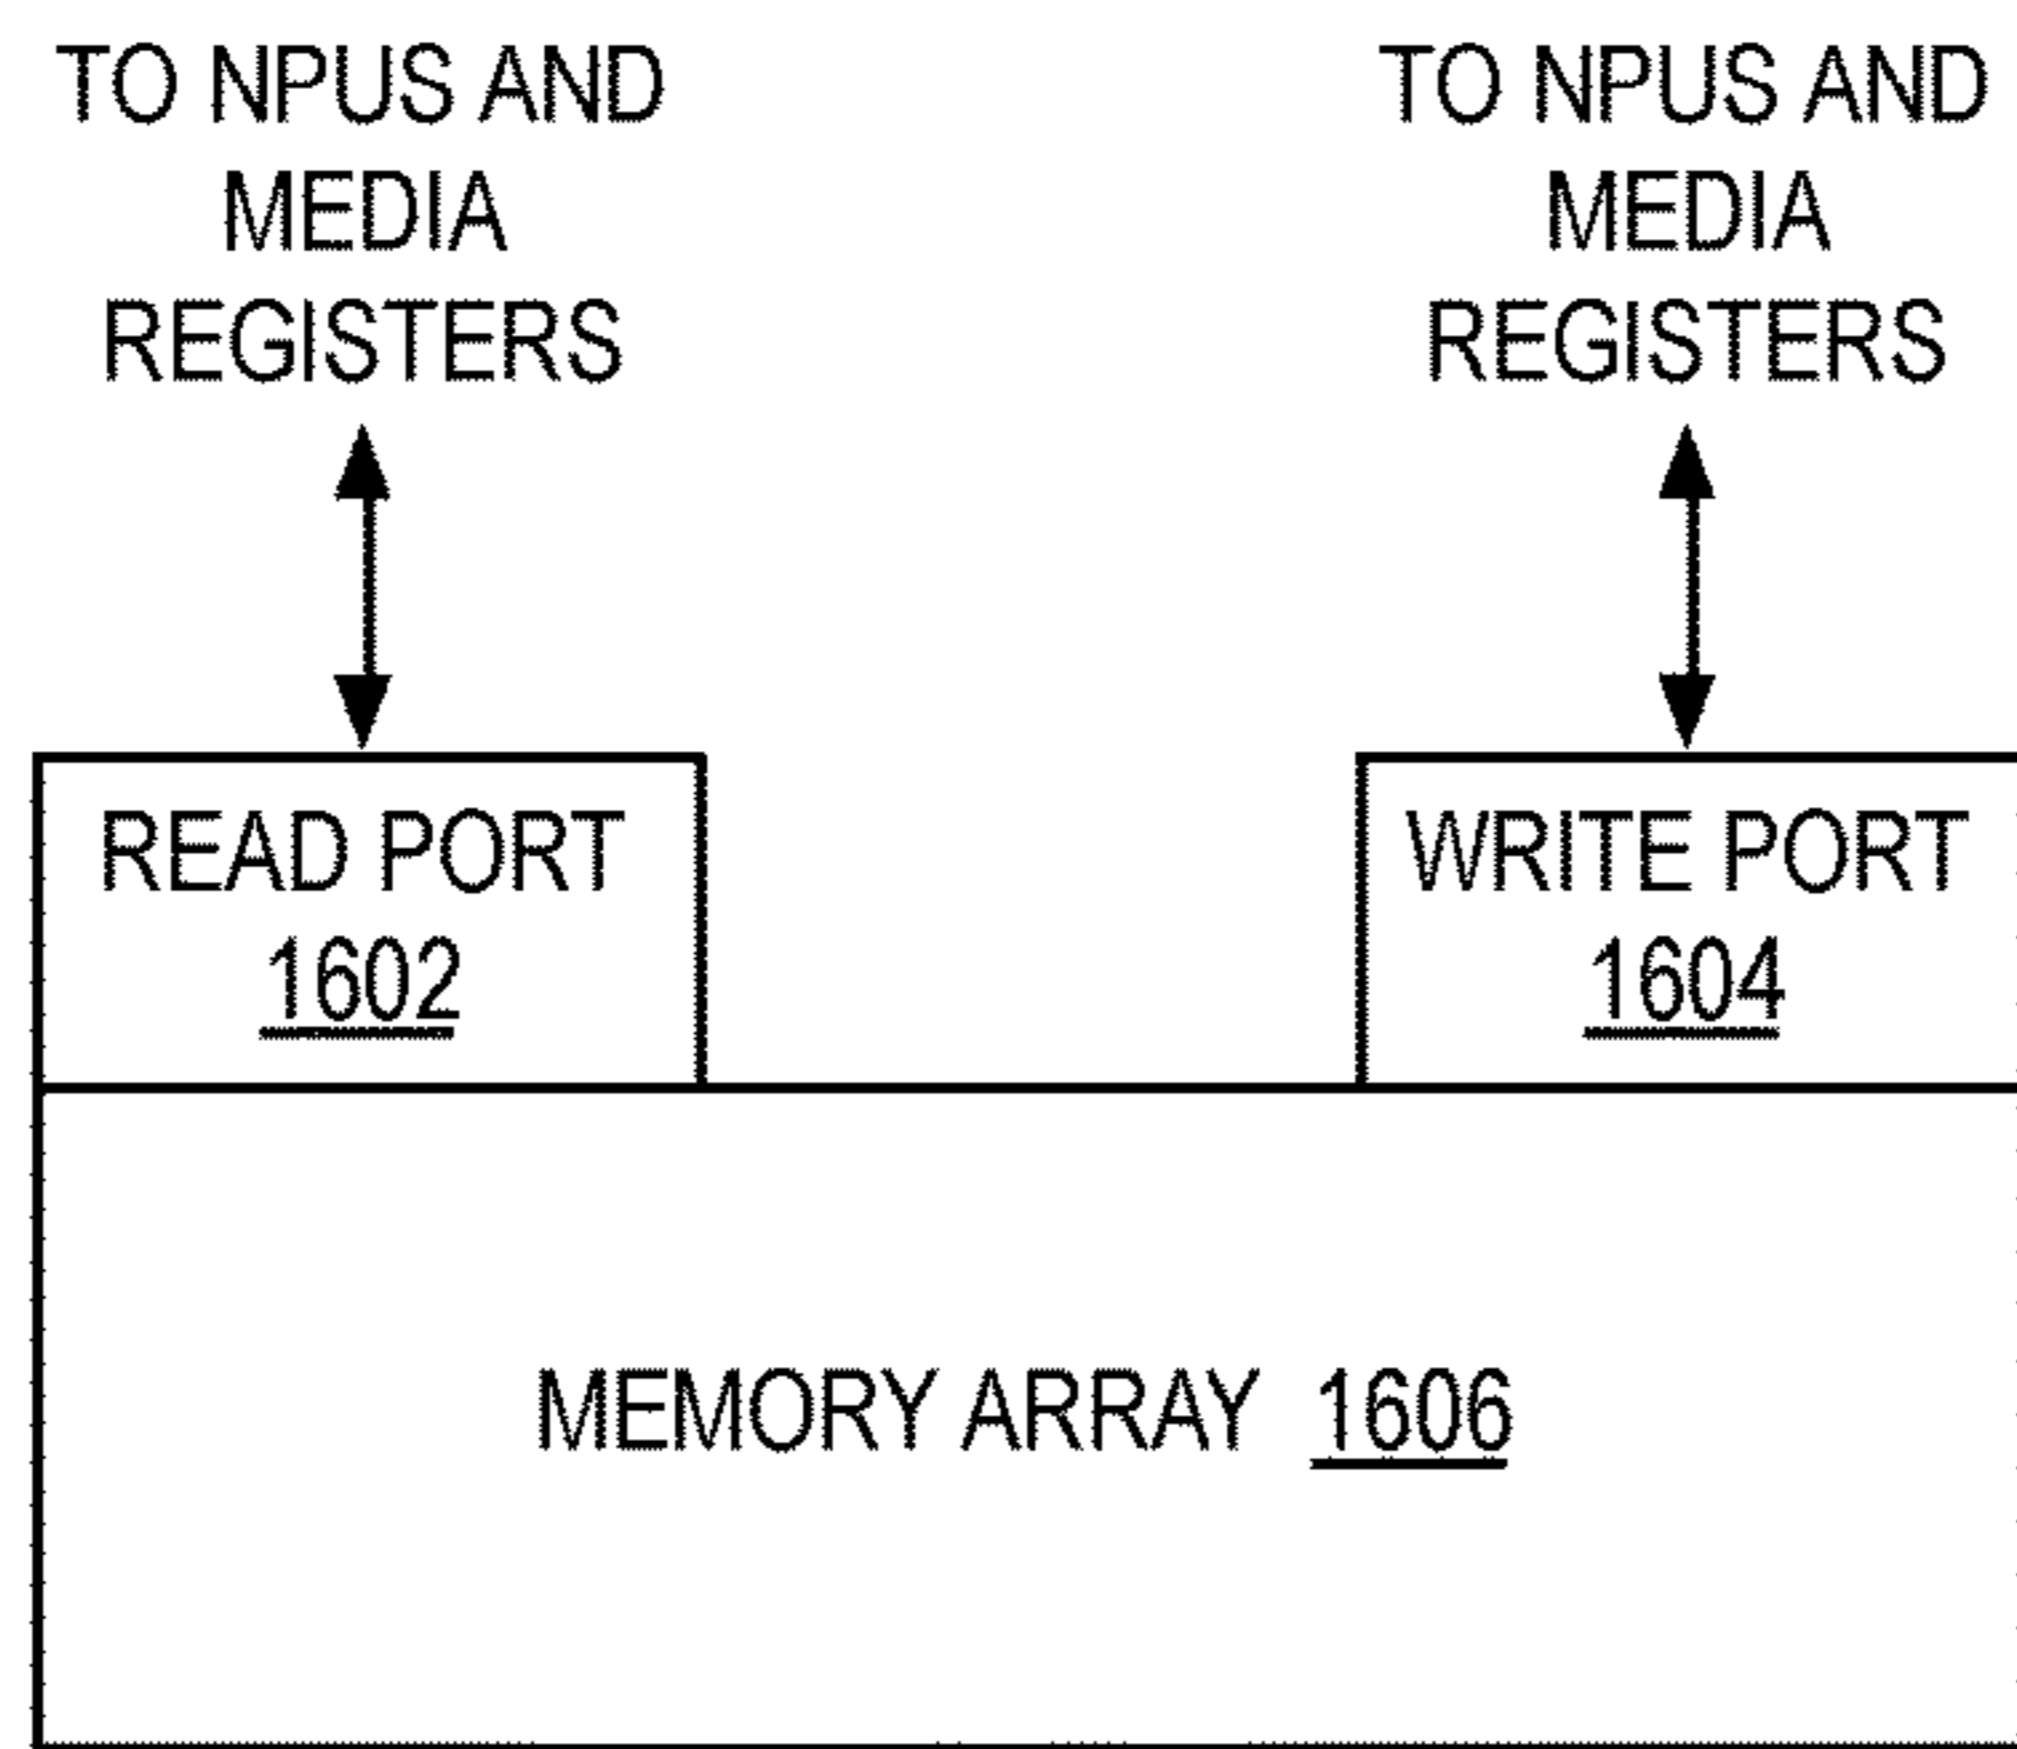 TO NPUS AND
MEDIA
REGISTERS
TO NPUS AND
MEDIA
REGISTERS
READ PORT
1602
WRITE PORT
1604
MEMORY ARRAY 1606